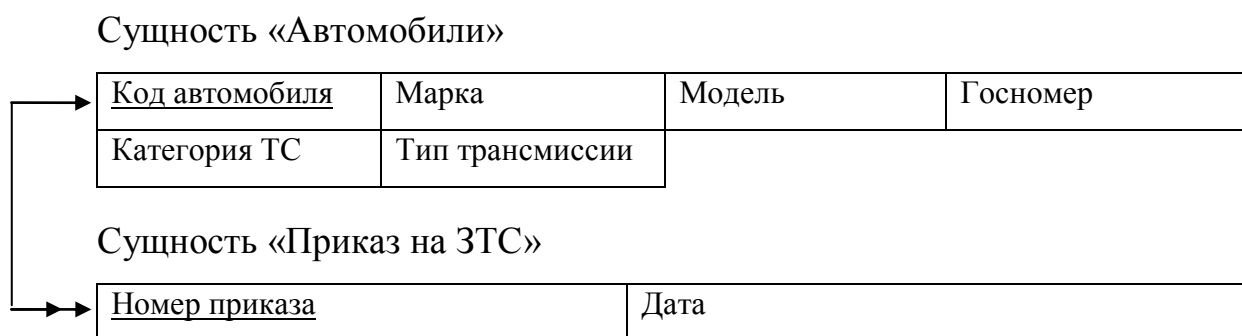 Сущность «Автомобили»
Код автомобиля Марка Модель Госномер
Категория ТС Тип трансмиссии
Сущность «Приказ на ЗТС»
Номер приказа Дата